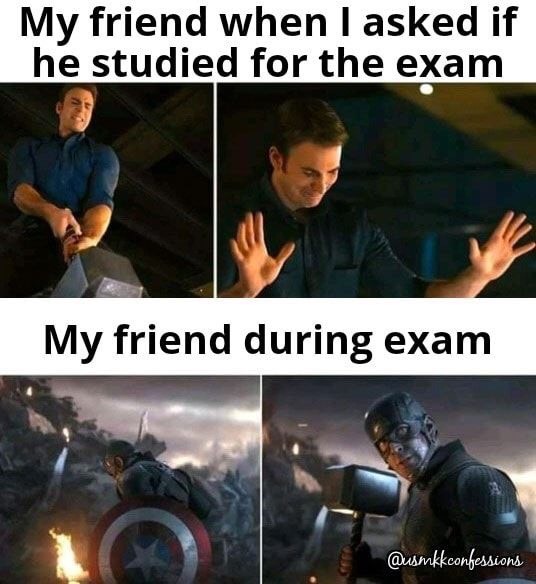 My friend when I asked if
he studied for the exam
My friend during exam
@usmkkconfessions